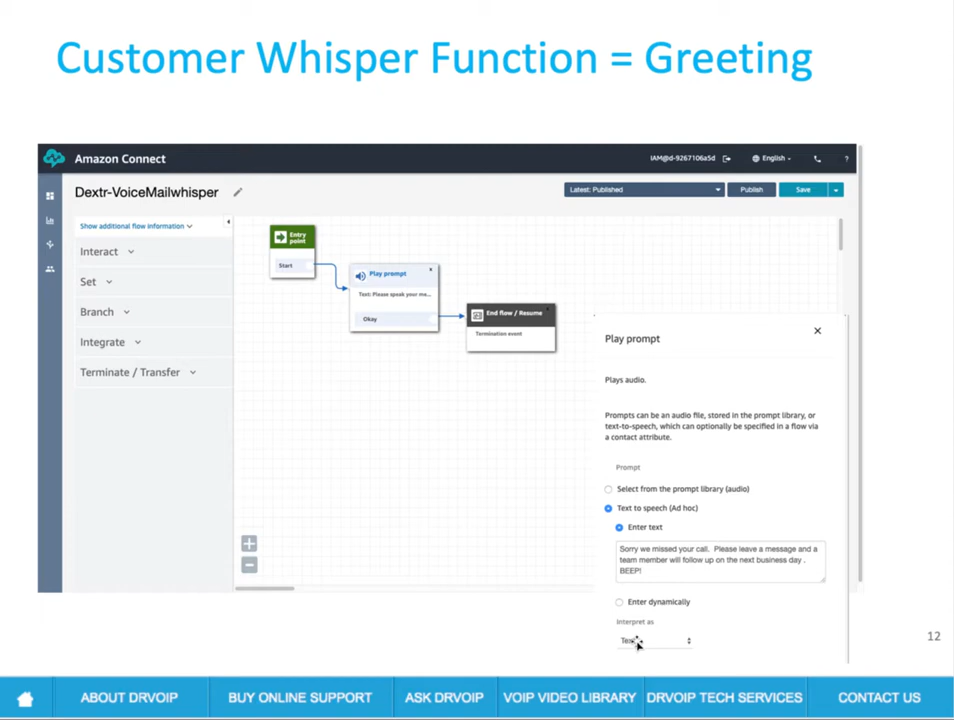 Customer Whisper Function = Greeting
Amazon Connect
IAM@d-9267106a5d
English
?
Dextr-VoiceMailwhisper
Latest: Published
Publish
Save
Show additional flow information
Interact
Set
Branch
Integrate
Terminate / Transfer
Entry
point
Start
Play prompt
Text: Please speak your me...
Okay
End flow / Resume
Termination event
Play prompt
Plays audio.
Prompts can be an audio file, stored in the prompt library, or
text-to-speech, which can optionally be specified in a flow via
a contact attribute.
Prompt
Select from the prompt library (audio)
Text to speech (Ad hoc)
Enter text
Sorry we missed your call.  Please leave a message and a
team member will follow up on the next business day .
BEEP!
Enter dynamically
Interpret as
12
ABOUT DRVOIP
BUY ONLINE SUPPORT
ASK DRVOIP
VOIP VIDEO LIBRARY
DRVOIP TECH SERVICES
CONTACT US